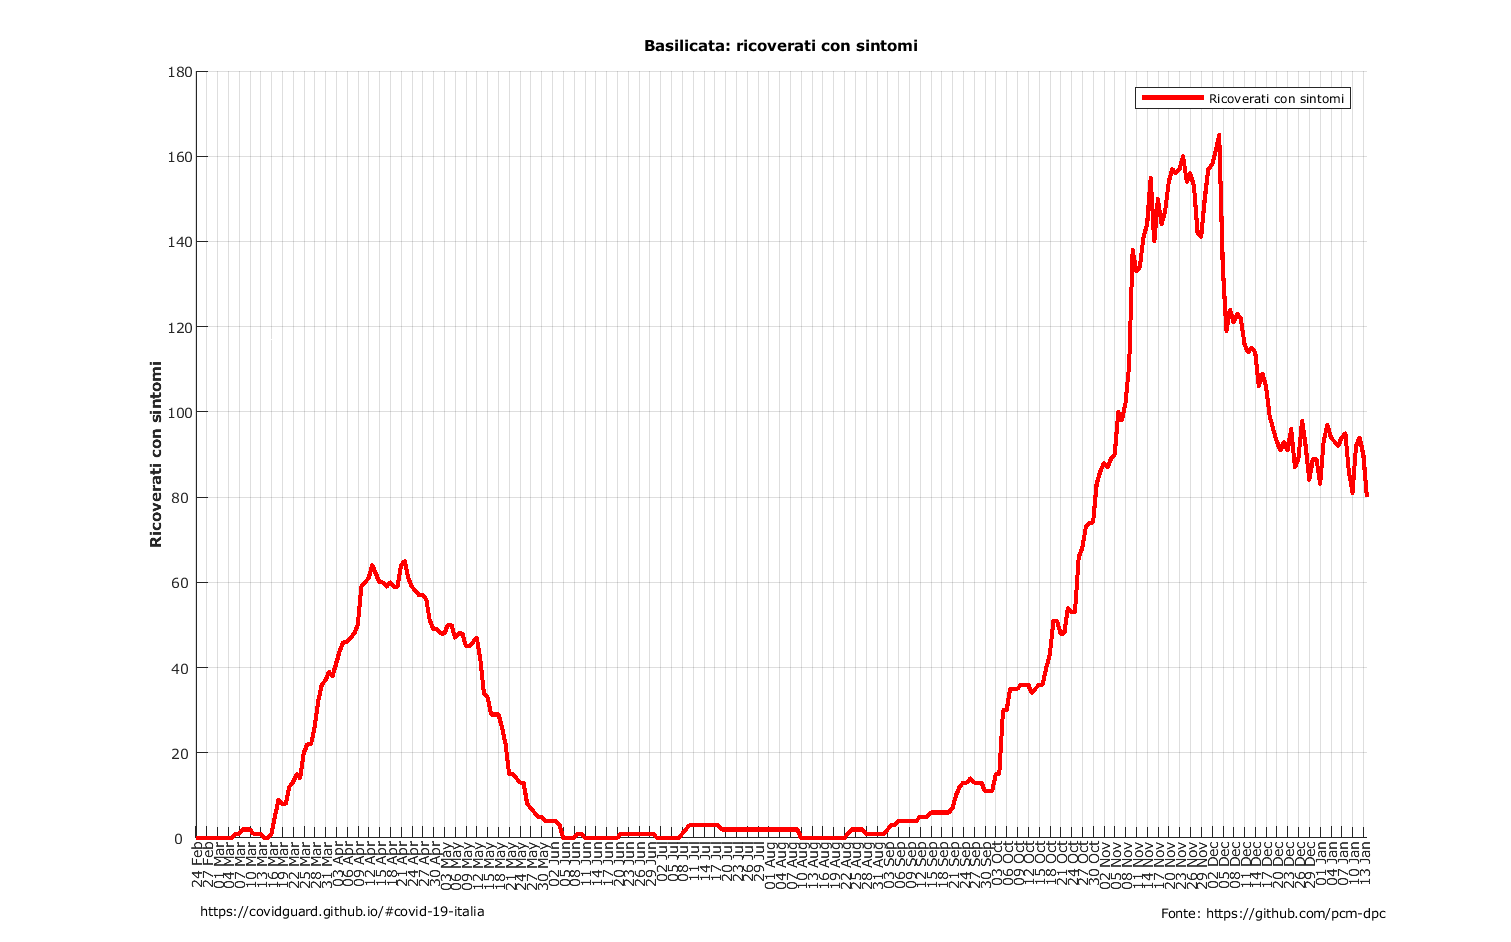 Basilicata: ricoverati con sintomi
Ricoverati con sintomi
Ricoverati con sintomi
180
160
140
120
100
80
60
40
20
0
24 Feb
27 Feb
01 Mar
04 Mar
07 Mar
10 Mar
13 Mar
16 Mar
19 Mar
22 Mar
25 Mar
28 Mar
31 Mar
03 Apr
06 Apr
09 Apr
12 Apr
15 Apr
18 Apr
21 Apr
24 Apr
27 Apr
30 Apr
03 May
06 May
09 May
12 May
15 May
18 May
21 May
24 May
27 May
30 May
02 Jun
05 Jun
08 Jun
11 Jun
14 Jun
17 Jun
20 Jun
23 Jun
26 Jun
29 Jun
02 Jul
05 Jul
08 Jul
11 Jul
14 Jul
17 Jul
20 Jul
23 Jul
26 Jul
29 Jul
01 Aug
04 Aug
07 Aug
10 Aug
13 Aug
16 Aug
19 Aug
22 Aug
25 Aug
28 Aug
31 Aug
03 Sep
06 Sep
09 Sep
12 Sep
15 Sep
18 Sep
21 Sep
24 Sep
27 Sep
30 Sep
03 Oct
06 Oct
09 Oct
12 Oct
15 Oct
18 Oct
21 Oct
24 Oct
27 Oct
30 Oct
02 Nov
05 Nov
08 Nov
11 Nov
14 Nov
17 Nov
20 Nov
23 Nov
26 Nov
29 Nov
02 Dec
05 Dec
08 Dec
11 Dec
14 Dec
17 Dec
20 Dec
23 Dec
26 Dec
29 Dec
01 Jan
04 Jan
07 Jan
10 Jan
13 Jan
https://covidguard.github.io/#covid-19-italia
Fonte: https://github.com/pcm-dpc